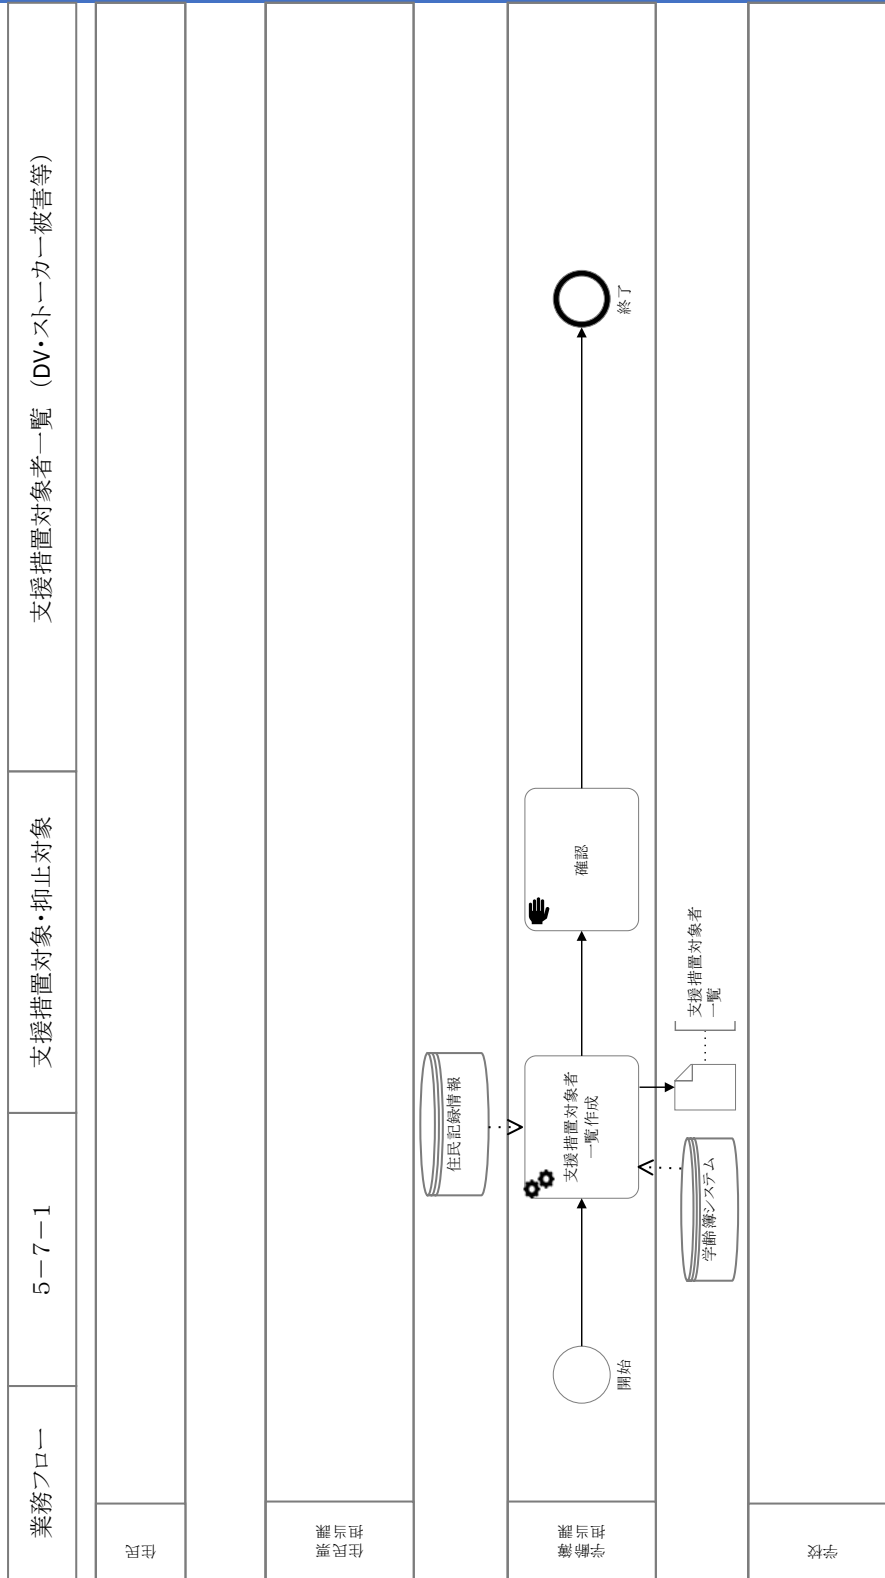 業務フロー
5－7－1
支援措置対象・抑止対象
支援措置対象者一覧（DV・ストーカー被害等）
住民
住民票
担当課
住民記録情報
学齢簿
担当課
開始
支援措置対象者
一覧作成
確認
終了
学齢簿システム
支援措置対象者
一覧
学校